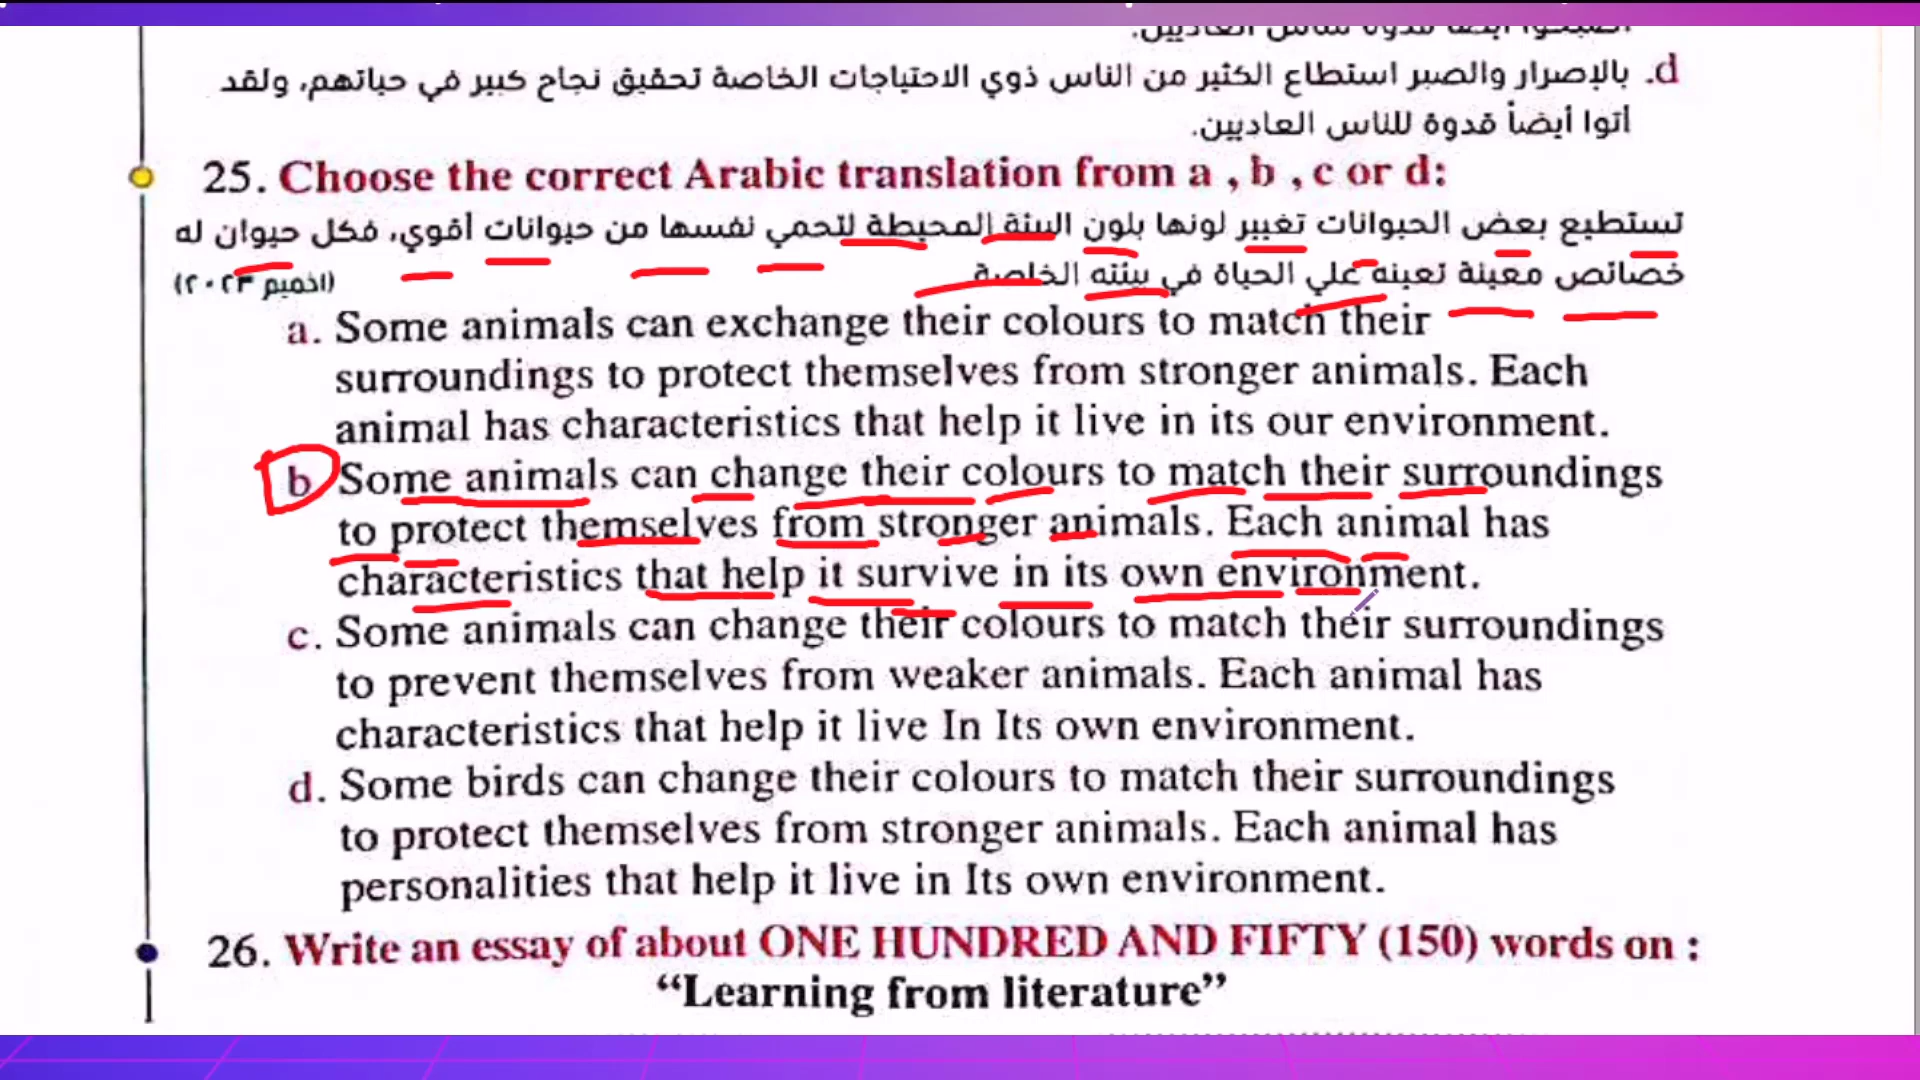 d. بالإصرار والصبر استطاع الكثير من الناس ذوي الاحتياجات الخاصة تحقيق نجاح كبير في حياتهم، ولقد
أتوا أيضاً قدوة للناس العاديين.
25. Choose the correct Arabic translation from a , b , c or d:
تستطيع بعض الحيوانات تغيير لونها بلون البيئة المحيطة لتحمي نفسها من حيوانات أقوي، فكل حيوان له
خصائص معينة تعينه علي الحياة في بيئته الخاصة (اخميم ٢٠٢٣)
a. Some animals can exchange their colours to match their
surroundings to protect themselves from stronger animals. Each
animal has characteristics that help it live in its our environment.
b Some animals can change their colours to match their surroundings
to protect themselves from stronger animals. Each animal has
characteristics that help it survive in its own environment.
c. Some animals can change their colours to match their surroundings
to prevent themselves from weaker animals. Each animal has
characteristics that help it live In Its own environment.
d. Some birds can change their colours to match their surroundings
to protect themselves from stronger animals. Each animal has
personalities that help it live in Its own environment.
26. Write an essay of about ONE HUNDRED AND FIFTY (150) words on :
“Learning from literature”